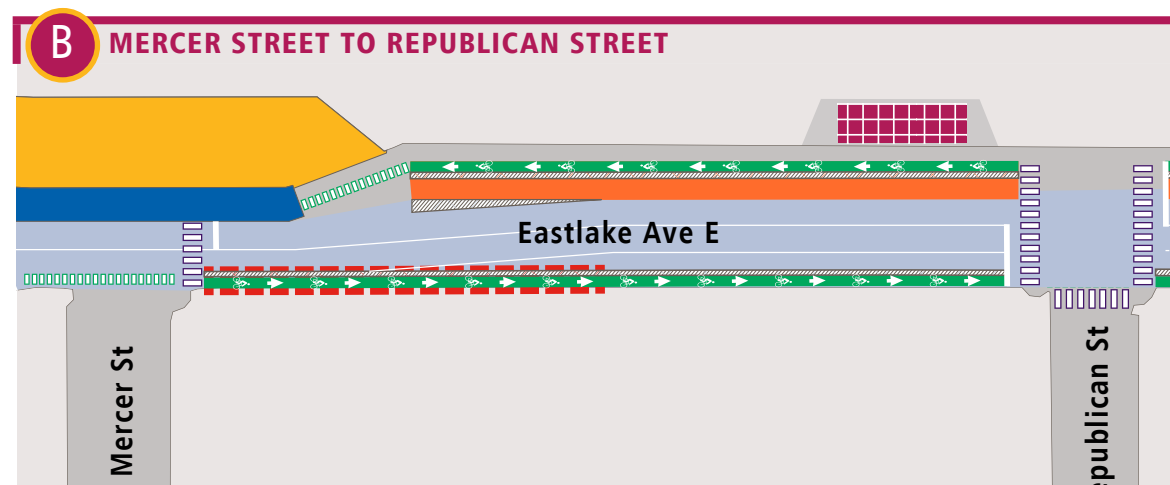 B MERCER STREET TO REPUBLICAN STREET
Eastlake Ave E
Mercer St
epublican St